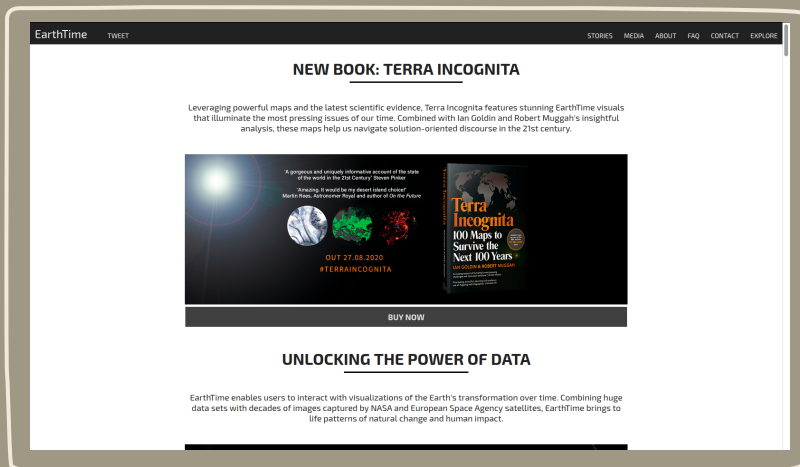 EarthTime TWEET STORIES MEDIA ABOUT FAQ CONTACT EXPLORE
NEW BOOK: TERRA INCOGNITA
Leveraging powerful maps and the latest scientific evidence, Terra Incognita features stunning EarthTime visuals
that illuminate the most pressing issues of our time. Combined with Ian Goldin and Robert Muggah's insightful
analysis, these maps help us navigate solution-oriented discourse in the 21st century.
'A gorgeous and uniquely informative account of the state
of the world in the 21st Century' Steven Pinker
'Amazing. It would be my desert island choice!'
Martin Rees, Astronomer Royal and author of On the Future
OUT 27.08.2020
#TERRAINCOGNITA
Terra Incognita
Terra
Incognita
100 Maps to
Survive the
Next 100 Years
IAN GOLDIN & ROBERT MUGGAH
BUY NOW
UNLOCKING THE POWER OF DATA
EarthTime enables users to interact with visualizations of the Earth's transformation over time. Combining huge
data sets with decades of images captured by NASA and European Space Agency satellites, EarthTime brings to
life patterns of natural change and human impact.